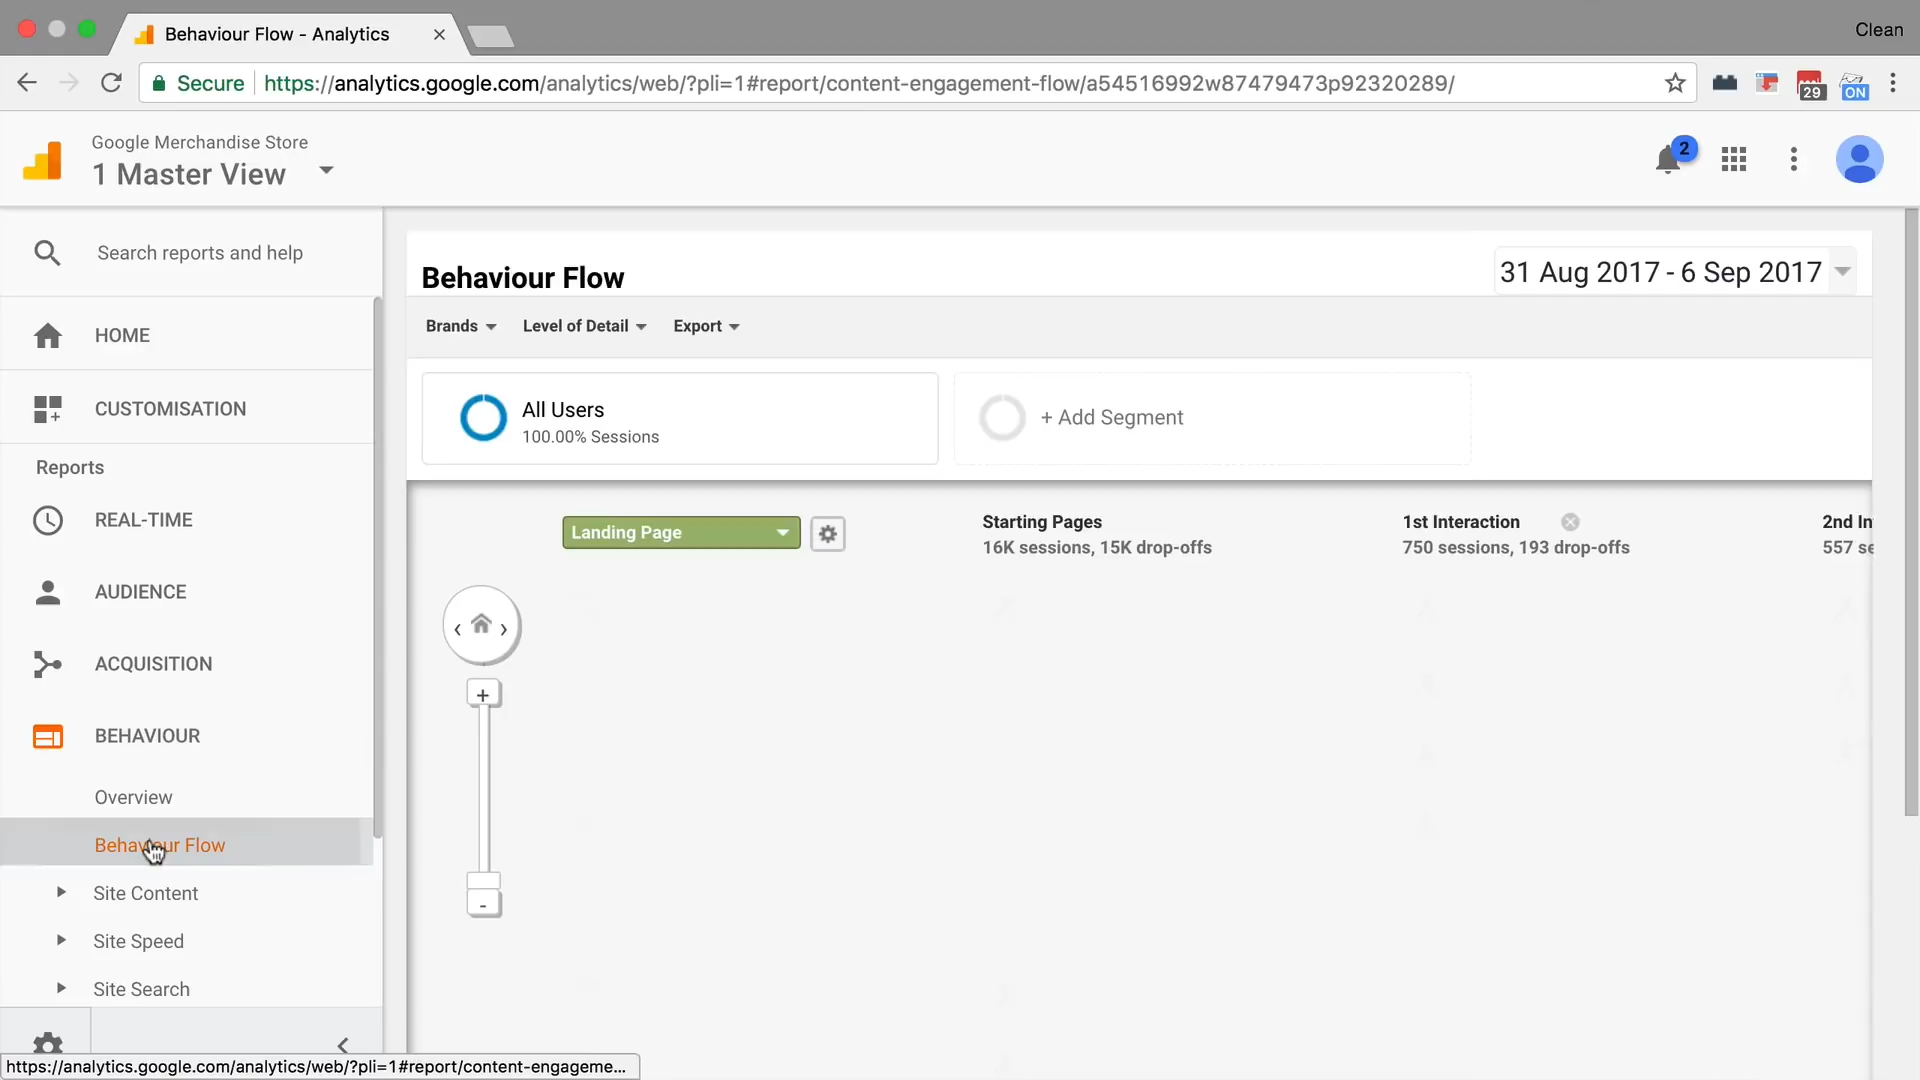 Behaviour Flow - Analytics
Clean
Secure
https://analytics.google.com/analytics/web/?pli=1#report/content-engagement-flow/a54516992w87479473p92320289/
29
ON
Google Merchandise Store
1 Master View
2
Search reports and help
HOME
CUSTOMISATION
Reports
REAL-TIME
AUDIENCE
ACQUISITION
BEHAVIOUR
Overview
Behaviour Flow
Site Content
Site Speed
Site Search
Behaviour Flow
31 Aug 2017 - 6 Sep 2017
Brands
Level of Detail
Export
All Users
100.00% Sessions
+ Add Segment
Landing Page
Starting Pages
16K sessions, 15K drop-offs
1st Interaction
750 sessions, 193 drop-offs
2nd In
557 se
+
-
https://analytics.google.com/analytics/web/?pli=1#report/content-engageme...